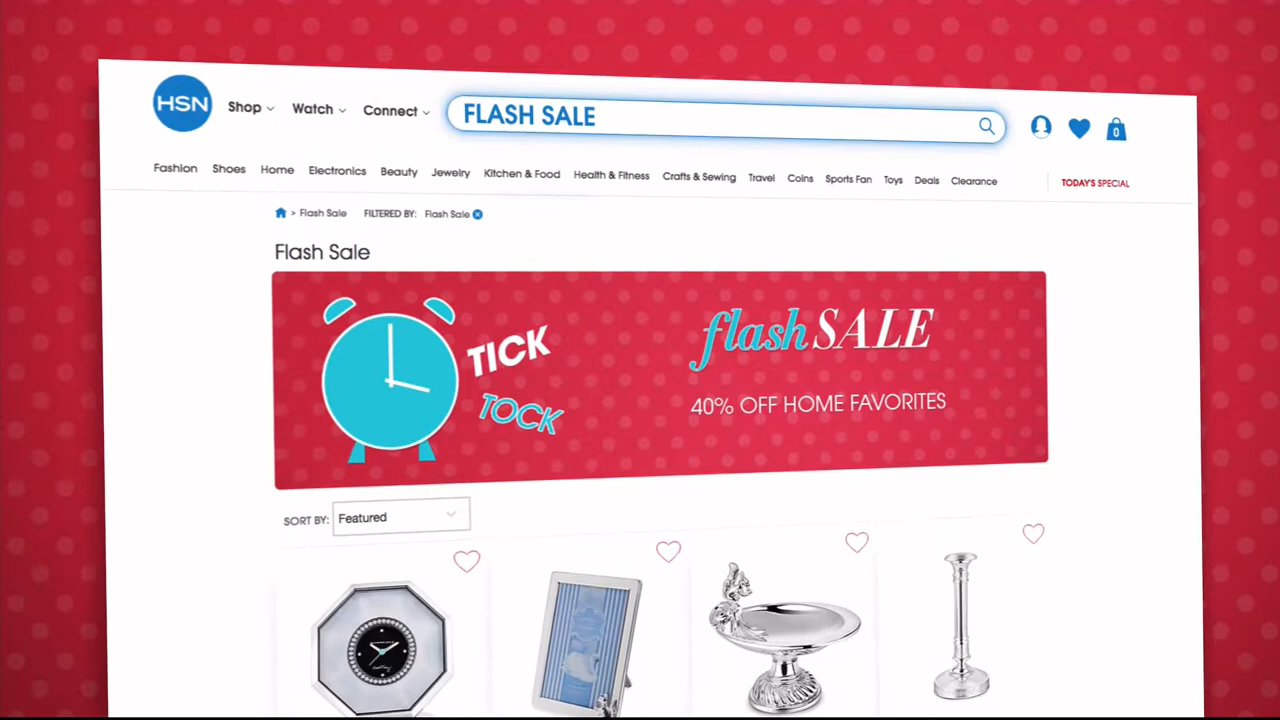 HSN
Shop
Watch
Connect
FLASH SALE
0
Fashion Shoes Home Electronics Beauty Jewelry Kitchen & Food Health & Fitness Crafts & Sewing Travel Coins Sports Fan Toys Deals Clearance TODAY'S SPECIAL
> Flash Sale FILTERED BY: Flash Sale
Flash Sale
TICK
TOCK
flash SALE
40% OFF HOME FAVORITES
SORT BY: Featured